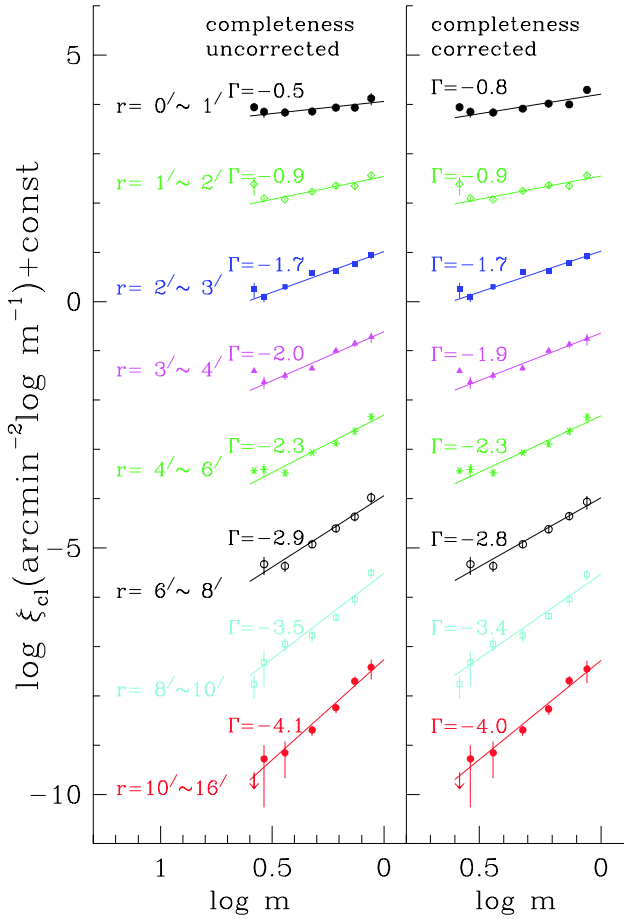 completeness
uncorrected
completeness
corrected
log ξcl(arcmin−2log m−1)+const
5
0
−5
−10
r= 0′∼ 1′
Γ=−0.5
Γ=−0.8
r= 1′∼ 2′
Γ=−0.9
Γ=−0.9
r= 2′∼ 3′
Γ=−1.7
Γ=−1.7
r= 3′∼ 4′
Γ=−2.0
Γ=−1.9
r= 4′∼ 6′
Γ=−2.3
Γ=−2.3
r= 6′∼ 8′
Γ=−2.9
Γ=−2.8
r= 8′∼10′
Γ=−3.5
Γ=−3.4
r=10′∼16′
Γ=−4.1
Γ=−4.0
1 0.5 0 0.5 0
log m
log m